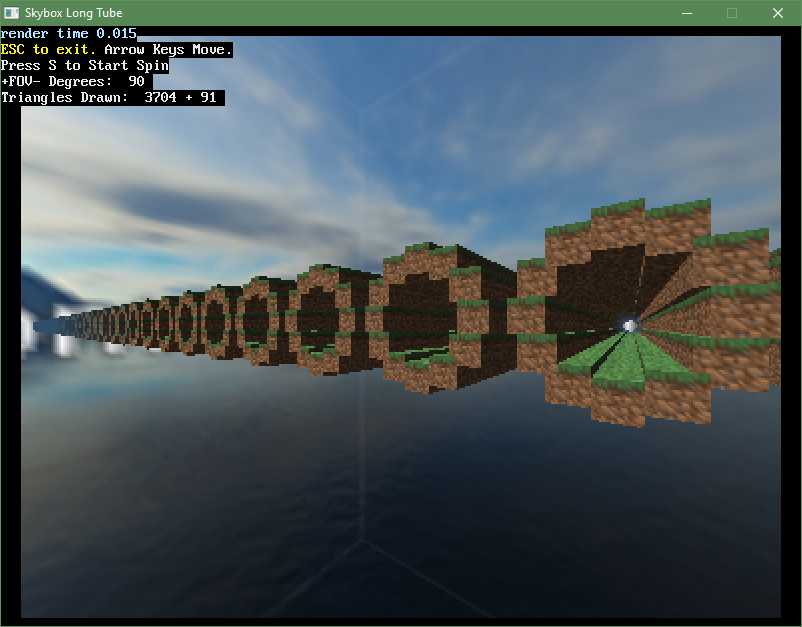 Skybox Long Tube
render time 0.015
ESC to exit. Arrow Keys Move.
Press S to Start Spin
+FOV- Degrees:  90
Triangles Drawn:  3704 + 91